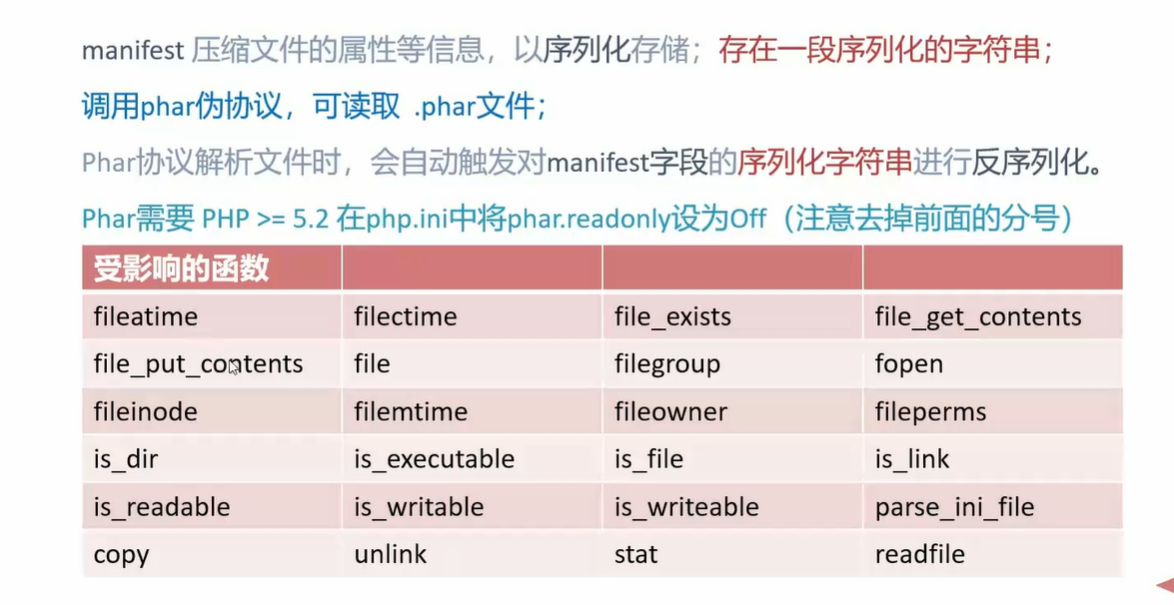 manifest 压缩文件的属性等信息，以序列化存储；存在一段序列化的字符串；
调用phar伪协议，可读取 .phar文件；
Phar协议解析文件时，会自动触发对manifest字段的序列化字符串进行反序列化。
Phar需要 PHP >= 5.2 在php.ini中将phar.readonly设为Off（注意去掉前面的分号）
受影响的函数
fileatime filectime file_exists file_get_contents
file_put_contents file filegroup fopen
fileinode filemtime fileowner fileperms
is_dir is_executable is_file is_link
is_readable is_writable is_writeable parse_ini_file
copy unlink stat readfile